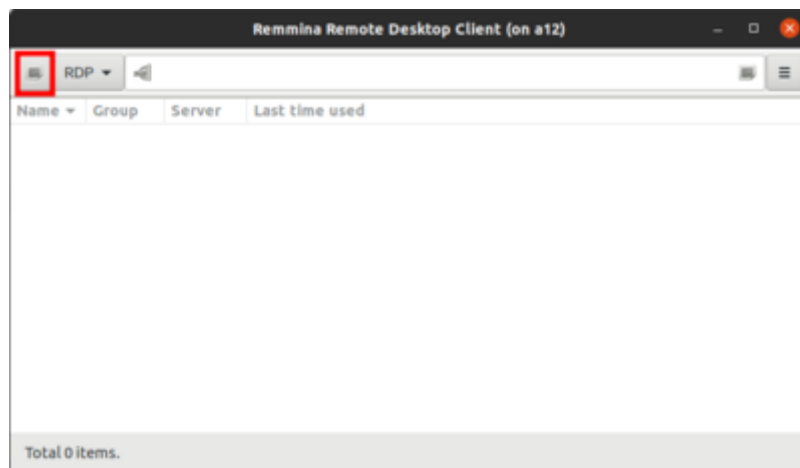 Remmina Remote Desktop Client (on a12)
RDP
Name Group Server Last time used
Total 0 items.